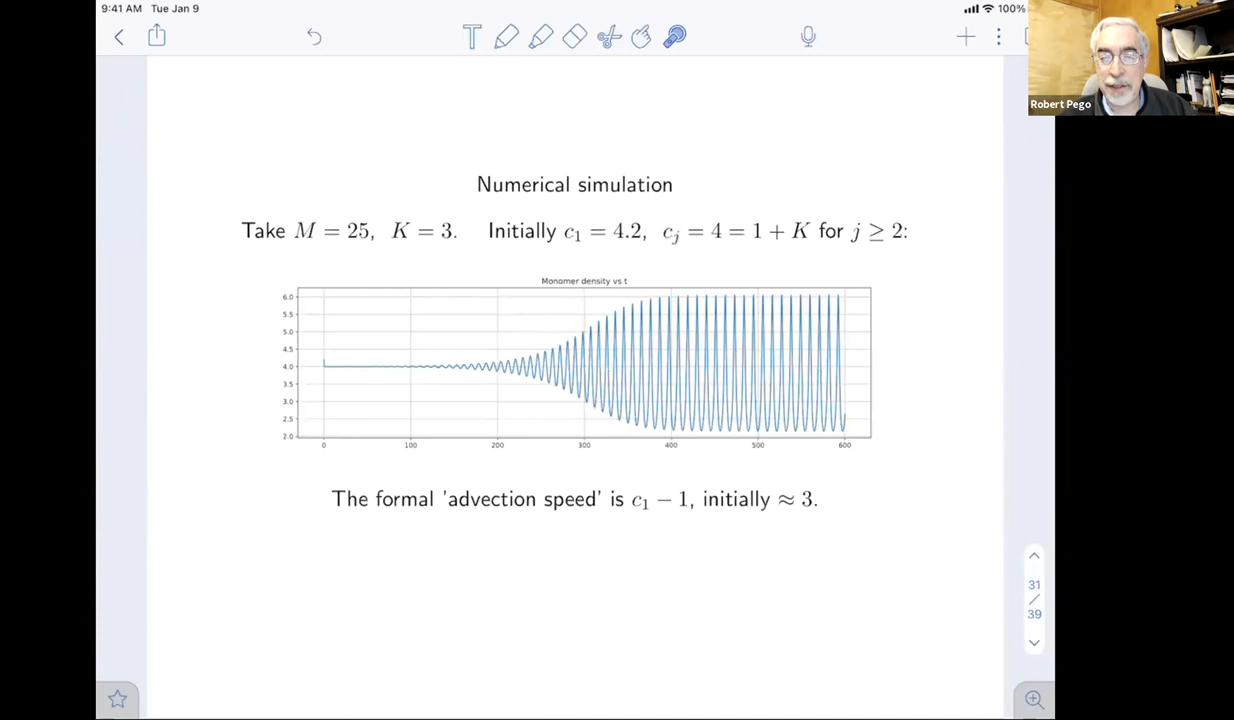 9:41 AM Tue Jan 9
100%
T
Robert Pego
Numerical simulation
Take M = 25, K = 3. Initially c₁ = 4.2, cⱼ = 4 = 1 + K for j ≥ 2:
Monomer density vs t
6.0
5.5
5.0
4.5
4.0
3.5
3.0
2.5
2.0
0 100 200 300 400 500 600
The formal 'advection speed' is c₁ − 1, initially ≈ 3.
31
/
39